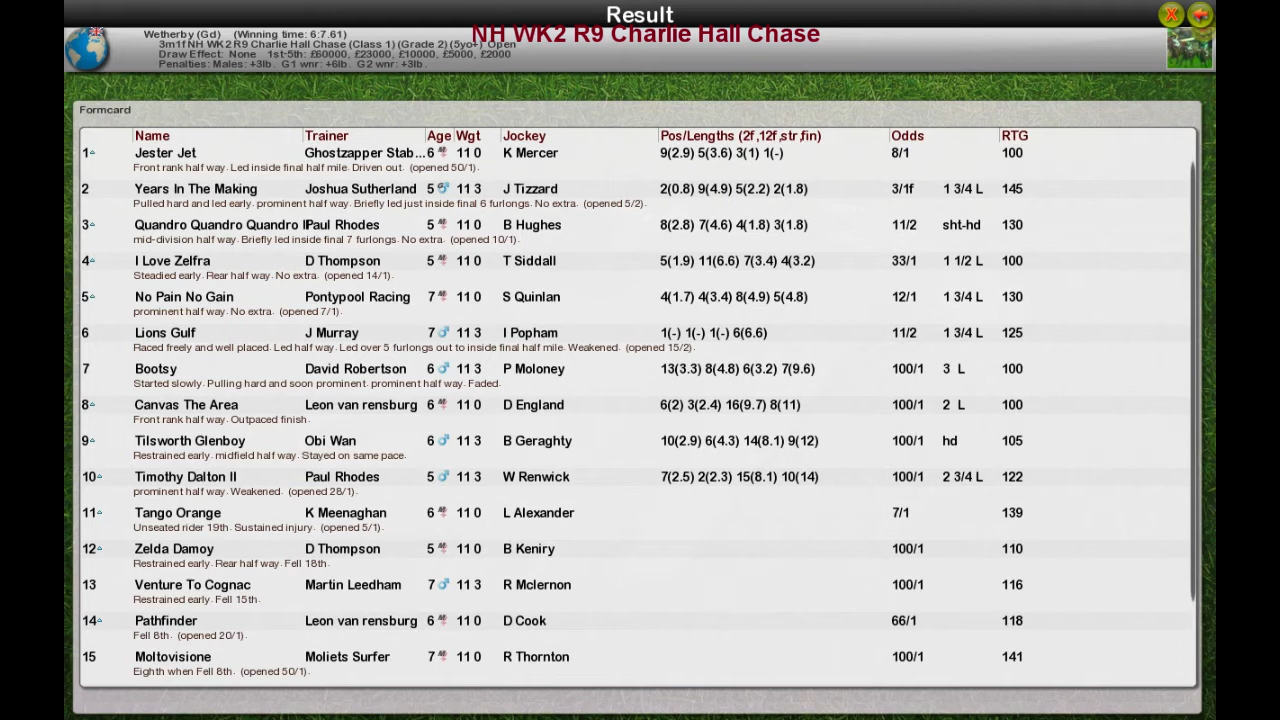 Result
NH WK2 R9 Charlie Hall Chase
Wetherby (Gd) (Winning time: 6:7.61)
3m1f NH WK2 R9 Charlie Hall Chase (Class 1) (Grade 2) (5yo+) Open
Draw Effect: None 1st-5th: £60000, £23000, £10000, £5000, £2000
Penalties: Males: +3lb. G1 wnr: +6lb. G2 wnr: +3lb.
Formcard
Name Trainer Age Wgt Jockey Pos/Lengths (2f,12f,str,fin) Odds RTG
1 Jester Jet Ghostzapper Stab... 6 11 0 K Mercer 9(2.9) 5(3.6) 3(1) 1(-) 8/1 100
Front rank half way. Led inside final half mile. Driven out. (opened 50/1).
2 Years In The Making Joshua Sutherland 5 11 3 J Tizzard 2(0.8) 9(4.9) 5(2.2) 2(1.8) 3/1f 1 3/4 L 145
Pulled hard and led early. prominent half way. Briefly led just inside final 6 furlongs. No extra. (opened 5/2).
3 Quandro Quandro Quandro I Paul Rhodes 5 11 0 B Hughes 8(2.8) 7(4.6) 4(1.8) 3(1.8) 11/2 sht-hd 130
mid-division half way. Briefly led inside final 7 furlongs. No extra. (opened 10/1).
4 I Love Zelfra D Thompson 5 11 0 T Siddall 5(1.9) 11(6.6) 7(3.4) 4(3.2) 33/1 1 1/2 L 100
Steadied early. Rear half way. No extra. (opened 14/1).
5 No Pain No Gain Pontypool Racing 7 11 0 S Quinlan 4(1.7) 4(3.4) 8(4.9) 5(4.8) 12/1 1 3/4 L 130
prominent half way. No extra. (opened 7/1).
6 Lions Gulf J Murray 7 11 3 I Popham 1(-) 1(-) 1(-) 6(6.6) 11/2 1 3/4 L 125
Raced freely and well placed. Led half way. Led over 5 furlongs out to inside final half mile. Weakened. (opened 15/2).
7 Bootsy David Robertson 6 11 3 P Moloney 13(3.3) 8(4.8) 6(3.2) 7(9.6) 100/1 3 L 100
Started slowly. Pulling hard and soon prominent. prominent half way. Faded.
8 Canvas The Area Leon van rensburg 6 11 0 D England 6(2) 3(2.4) 16(9.7) 8(11) 100/1 2 L 100
Front rank half way. Outpaced finish.
9 Tilsworth Glenboy Obi Wan 6 11 3 B Geraghty 10(2.9) 6(4.3) 14(8.1) 9(12) 100/1 hd 105
Restrained early. midfield half way. Stayed on same pace.
10 Timothy Dalton II Paul Rhodes 5 11 3 W Renwick 7(2.5) 2(2.3) 15(8.1) 10(14) 100/1 2 3/4 L 122
prominent half way. Weakened. (opened 28/1).
11 Tango Orange K Meenaghan 6 11 0 L Alexander 7/1 139
Unseated rider 19th. Sustained injury. (opened 5/1).
12 Zelda Damoy D Thompson 5 11 0 B Keniry 100/1 110
Restrained early. Rear half way. Fell 18th.
13 Venture To Cognac Martin Leedham 7 11 3 R Mclernon 100/1 116
Restrained early. Fell 15th.
14 Pathfinder Leon van rensburg 6 11 0 D Cook 66/1 118
Fell 8th. (opened 20/1).
15 Moltovisione Moliets Surfer 7 11 0 R Thornton 100/1 141
Eighth when Fell 8th. (opened 50/1).